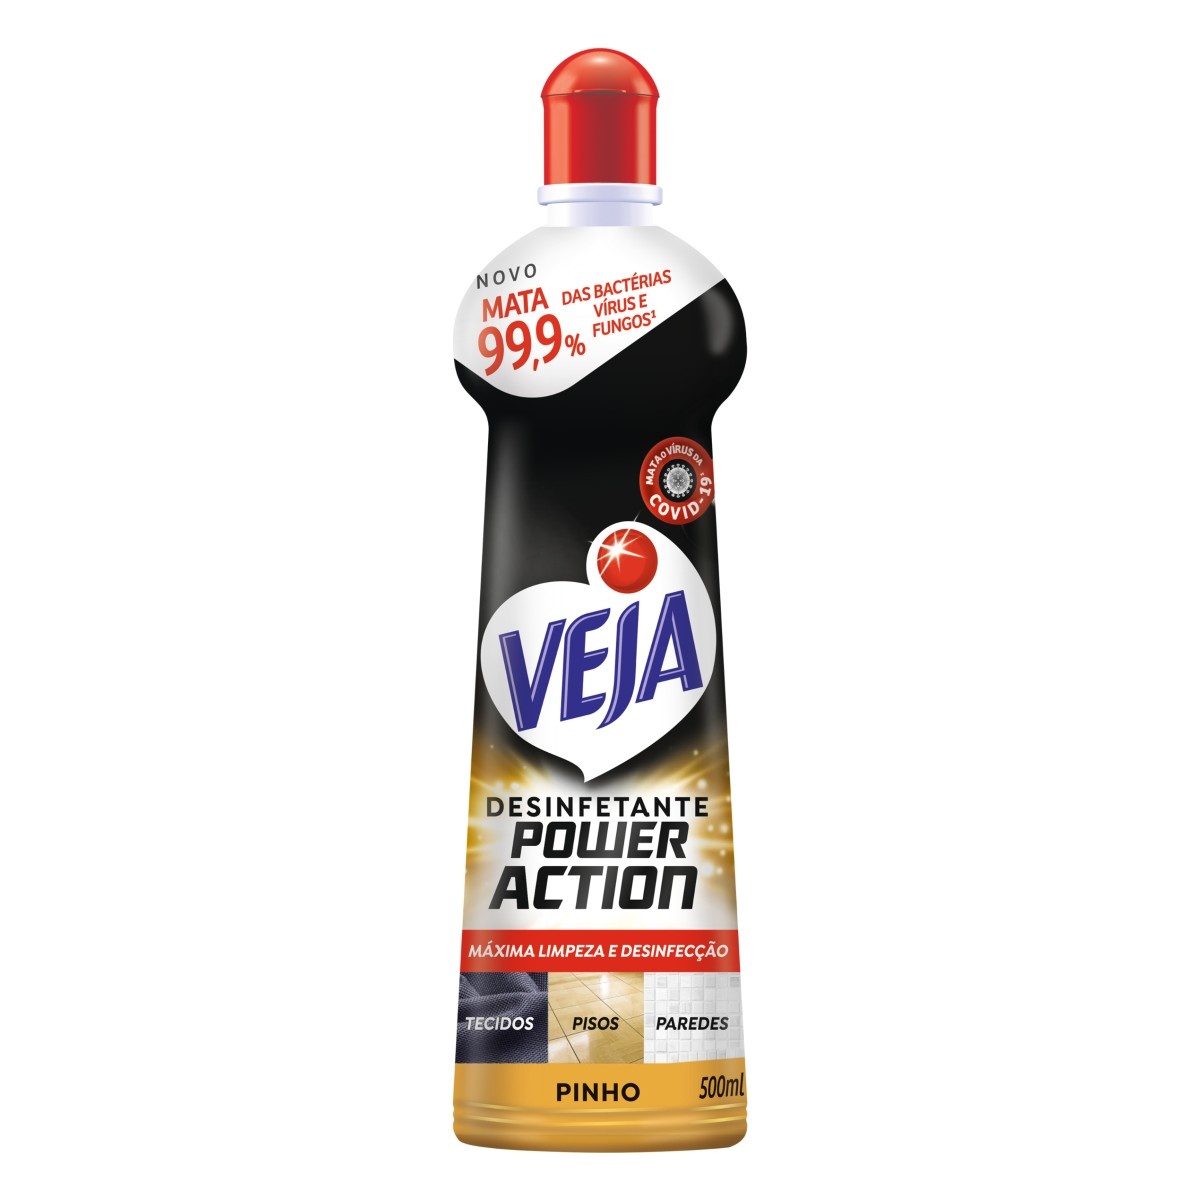 NOVO
MATA
99,9%
DAS BACTÉRIAS
VÍRUS E
FUNGOS¹
MATA O VÍRUS DA
COVID-19
VEJA
DESINFETANTE
POWER
ACTION
MÁXIMA LIMPEZA E DESINFECÇÃO
TECIDOS PISOS PAREDES
PINHO 500ml